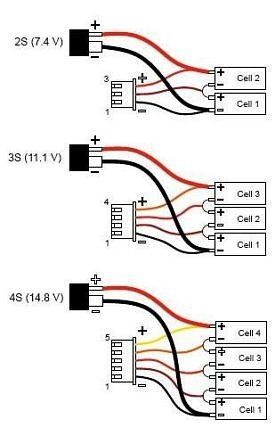 +
2S (7.4 V)
−
3 +
+ Cell 2
−
+ Cell 1
1 − −
+
3S (11.1 V)
−
+ Cell 3
4 + −
+ Cell 2
−
+ Cell 1
1 − −
+
4S (14.8 V)
−
+ Cell 4
5 + −
+ Cell 3
−
+ Cell 2
−
+ Cell 1
1 − −